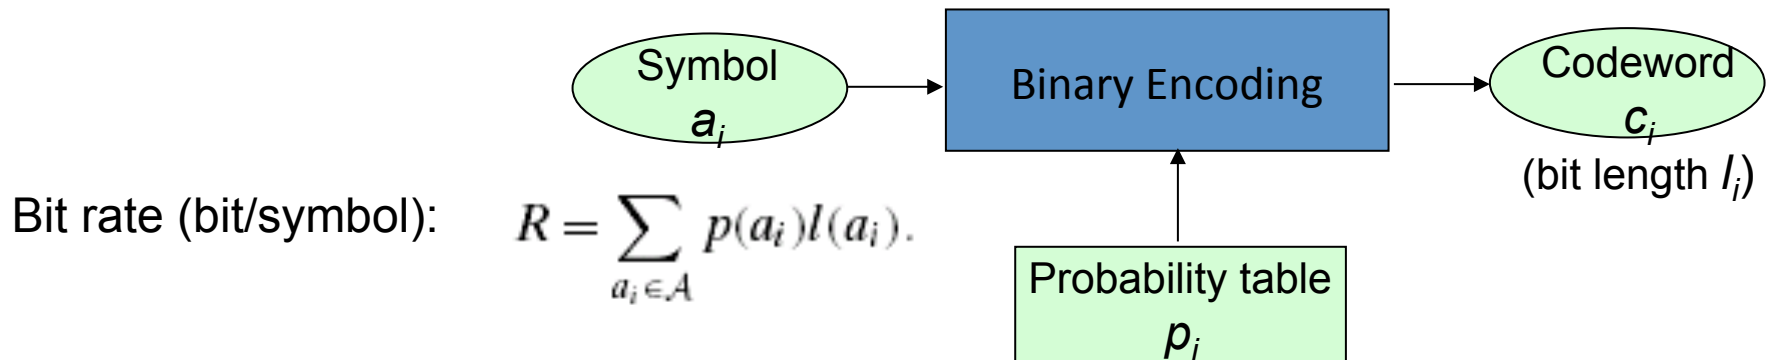 Symbol
a_i
Binary Encoding
Codeword
c_i
(bit length l_i)
Bit rate (bit/symbol): R = ∑_{a_i ∈ 𝒜} p(a_i)l(a_i).
Probability table
p_i